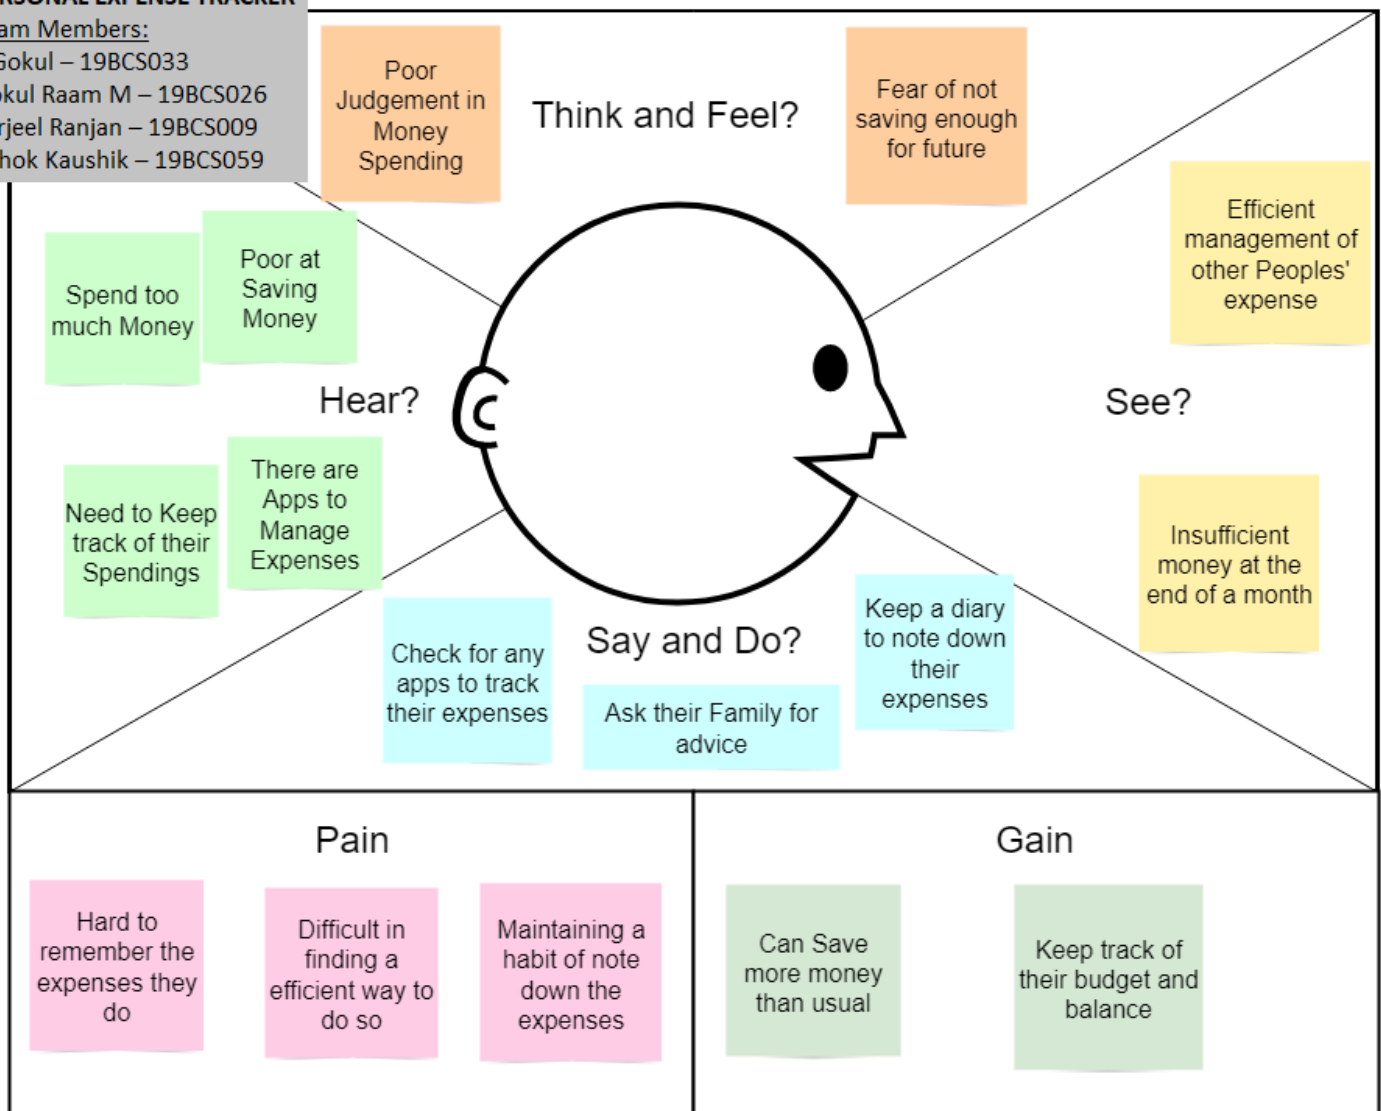 EXPENSE TRACKER
Members:
Gokul – 19BCS033
Raam M – 19BCS026
Ranjan – 19BCS009
Kaushik – 19BCS059
Poor
Judgement in
Money
Spending
Think and Feel?
Fear of not
saving enough
for future
Spend too
much Money
Poor at
Saving
Money
Efficient
management of
other Peoples'
expense
Hear?
See?
Need to Keep
track of their
Spendings
There are
Apps to
Manage
Expenses
Insufficient
money at the
end of a month
Check for any
apps to track
their expenses
Say and Do?
Ask their Family for
advice
Keep a diary
to note down
their
expenses
Pain
Gain
Hard to
remember the
expenses they
do
Difficult in
finding a
efficient way to
do so
Maintaining a
habit of note
down the
expenses
Can Save
more money
than usual
Keep track of
their budget and
balance